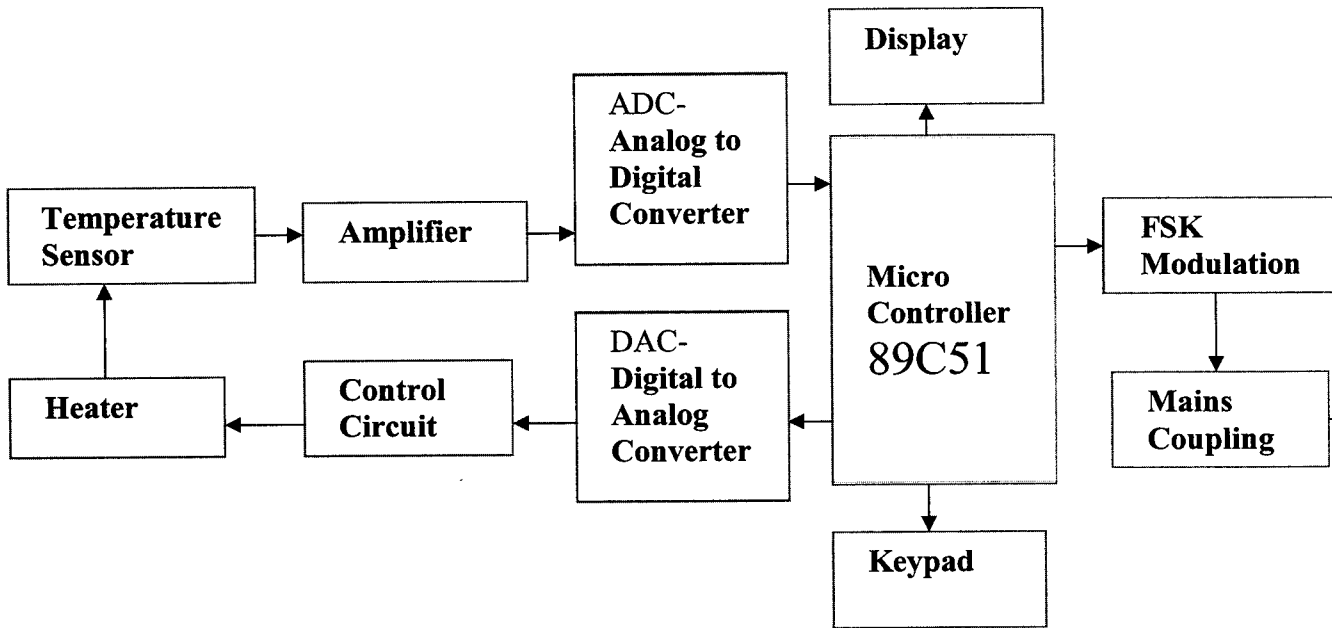 Display
ADC-
Analog to
Digital
Converter
Temperature
Sensor
Amplifier
FSK
Modulation
Micro
Controller
89C51
DAC-
Digital to
Analog
Converter
Control
Circuit
Heater
Mains
Coupling
Keypad